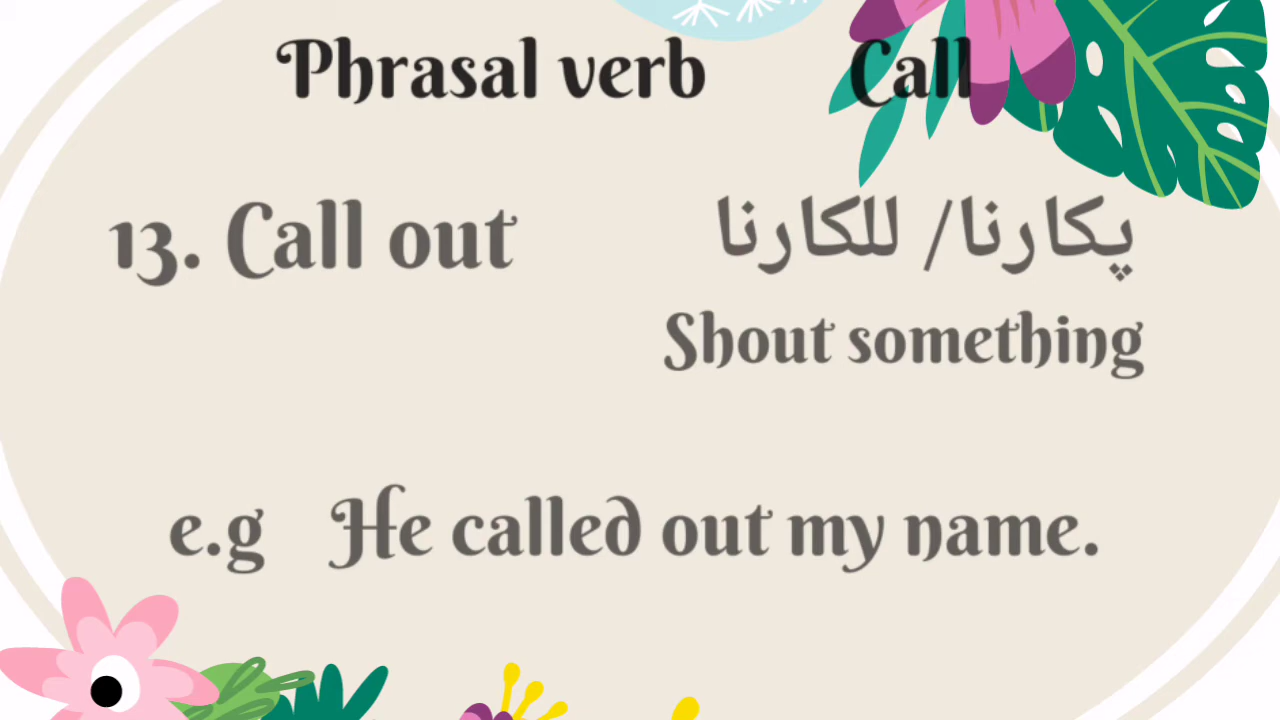 Phrasal verb Call
13. Call out پکارنا/ للکارنا
Shout something
e.g He called out my name.